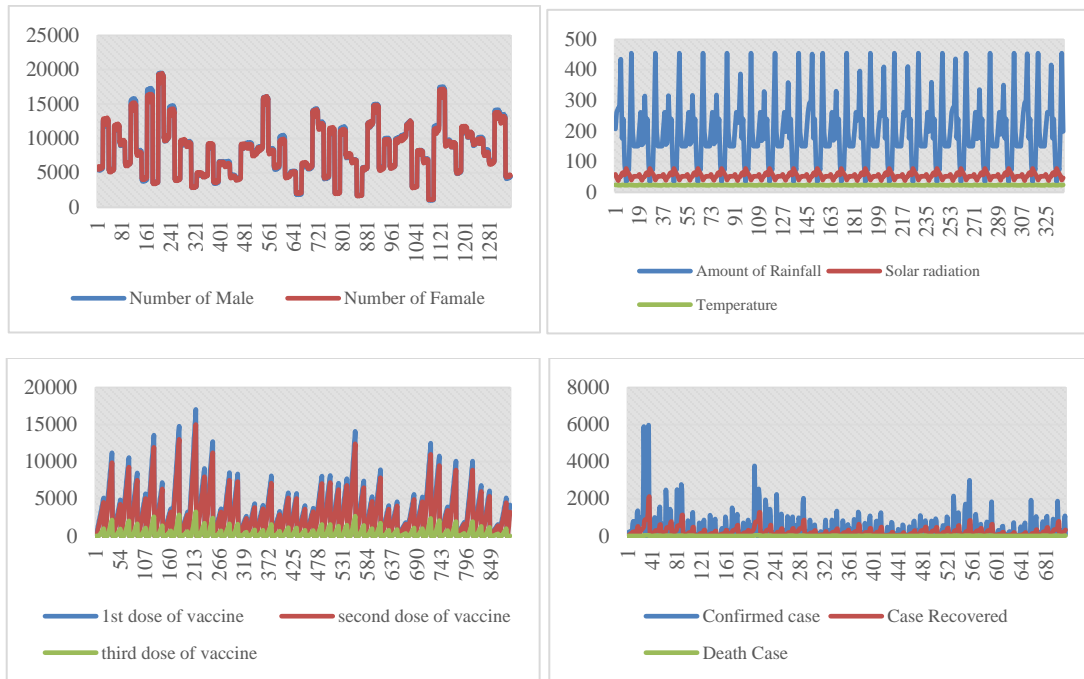 25000
20000
15000
10000
5000
0
1 81 161 241 321 401 481 561 641 721 801 881 961 1041 1121 1201 1281
Number of Male Number of Famale
500
400
300
200
100
0
1 19 37 55 73 91 109 127 145 163 181 199 217 235 253 271 289 307 325
Amount of Rainfall Solar radiation
Temperature
20000
15000
10000
5000
0
1 54 107 160 213 266 319 372 425 478 531 584 637 690 743 796 849
1st dose of vaccine second dose of vaccine
third dose of vaccine
8000
6000
4000
2000
0
1 41 81 121 161 201 241 281 321 361 401 441 481 521 561 601 641 681
Confirmed case Case Recovered
Death Case